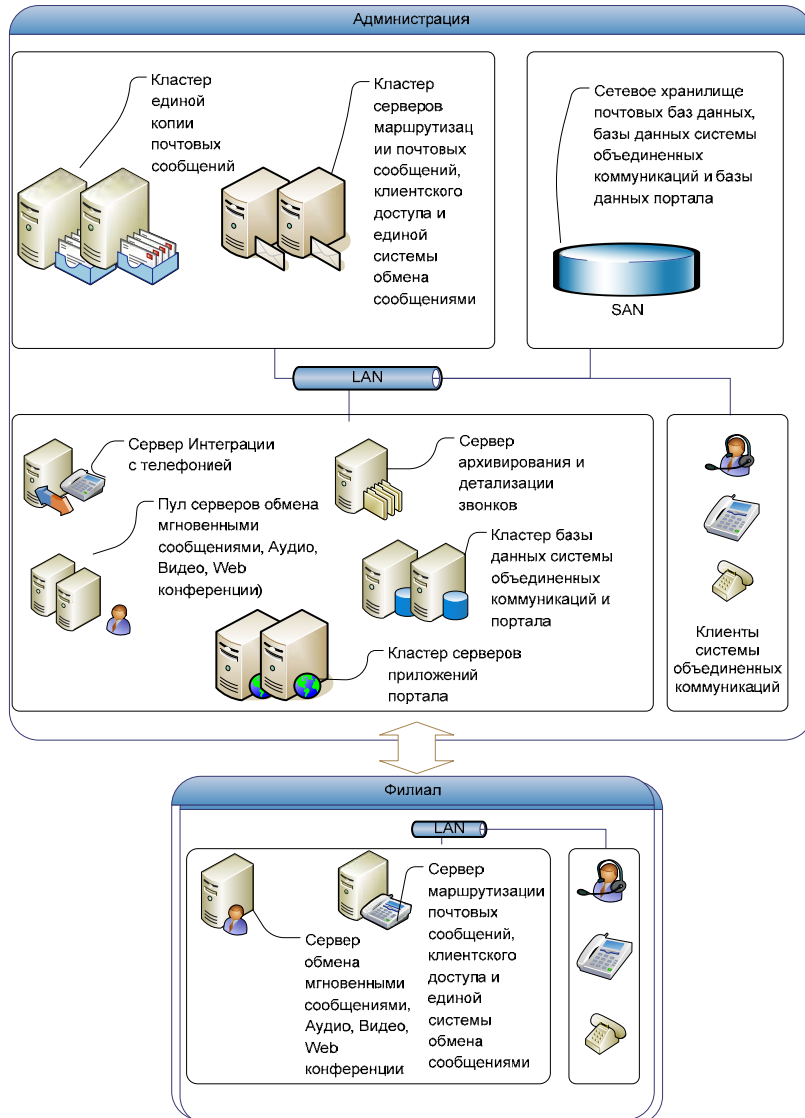 Администрация
Кластер
единой
копии
почтовых
сообщений
Кластер
серверов
маршрутизац
ии почтовых
сообщений,
клиентского
доступа и
единой
системы
обмена
сообщениями
Сетевое хранилище
почтовых баз данных,
базы данных системы
объединенных
коммуникаций и базы
данных портала
SAN
LAN
Сервер Интеграции
с телефонией
Пул серверов обмена
мгновенными
сообщениями, Аудио,
Видео, Web
конференции)
Сервер
архивирования и
детализации
звонков
Кластер базы
данных системы
объединенных
коммуникаций и
портала
Кластер серверов
приложений
портала
Клиенты
системы
объединенных
коммуникаций
Филиал
LAN
Сервер
обмена
мгновенными
сообщениями,
Аудио, Видео,
Web
конференции
Сервер
маршрутизации
почтовых
сообщений,
клиентского
доступа и
единой
системы
обмена
сообщениями